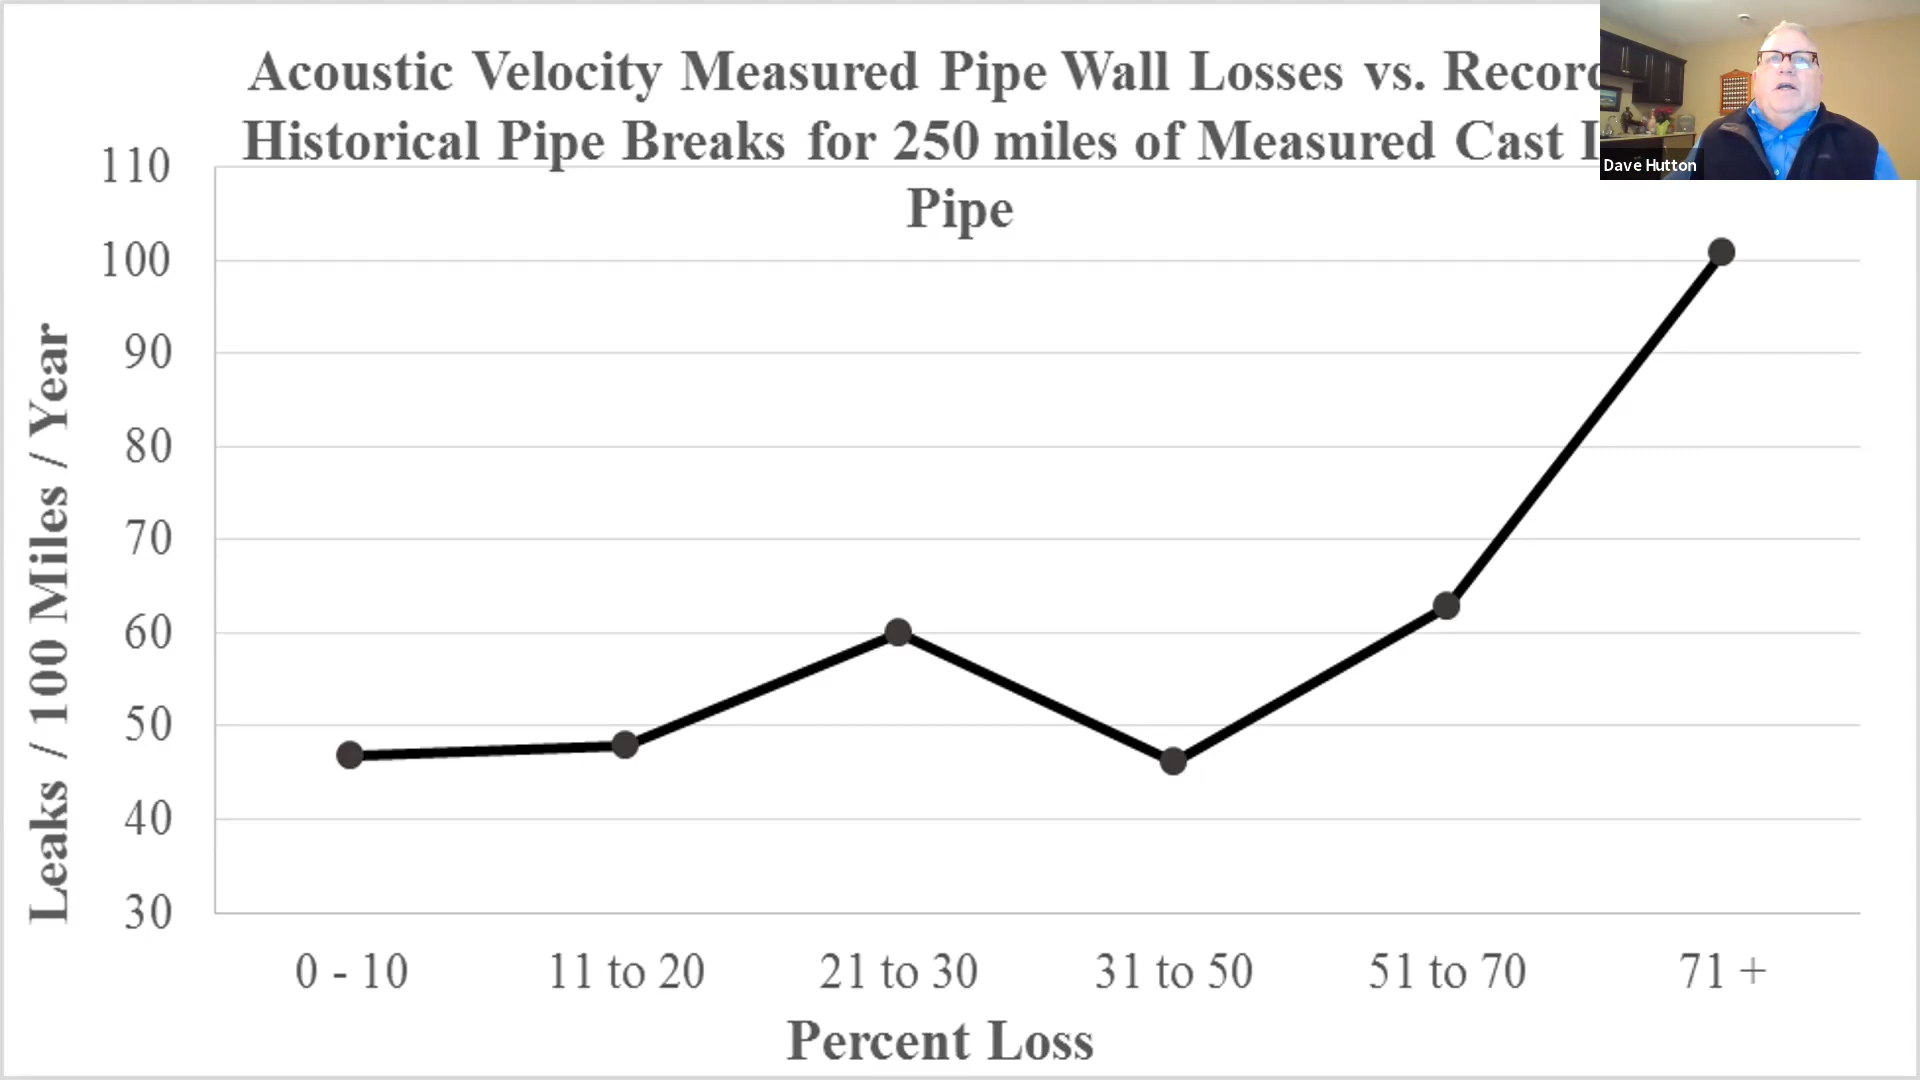 Acoustic Velocity Measured Pipe Wall Losses vs.
Historical Pipe Breaks for 250 miles of Measured Cast
Pipe
Dave Hutton
110
100
90
80
70
60
50
40
30
Leaks / 100 Miles / Year
0 - 10
11 to 20
21 to 30
31 to 50
51 to 70
71 +
Percent Loss